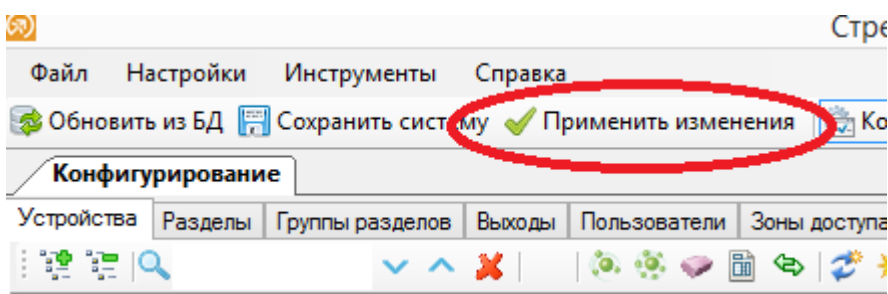 Стре
Файл Настройки Инструменты Справка
Обновить из БД Сохранить систему Применить изменения Ко
Конфигурирование
Устройства Разделы Группы разделов Выходы Пользователи Зоны доступа